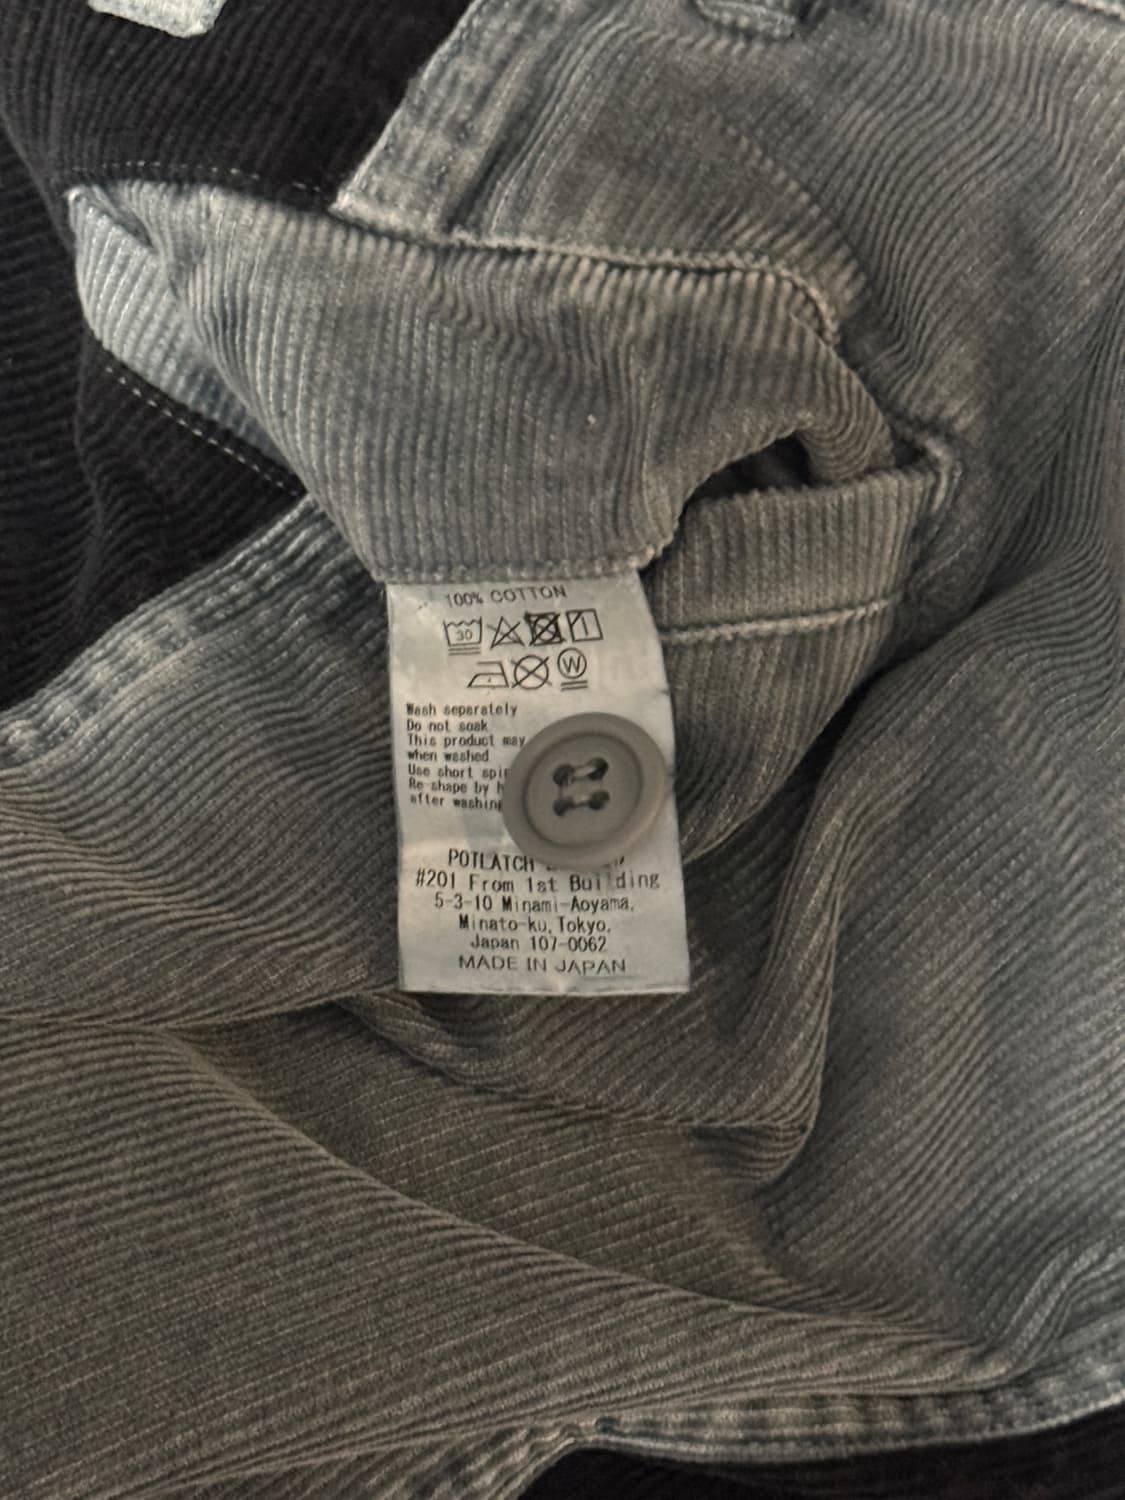 100% COTTON
30
W
Wash separately
Do not soak
This product may
when washed
Use short
Re-shape by
after washing
POTLATCH
#201 From 1st Building
5-3-10 Minami-Aoyama,
Minato-ku, Tokyo,
Japan 107-0062
MADE IN JAPAN